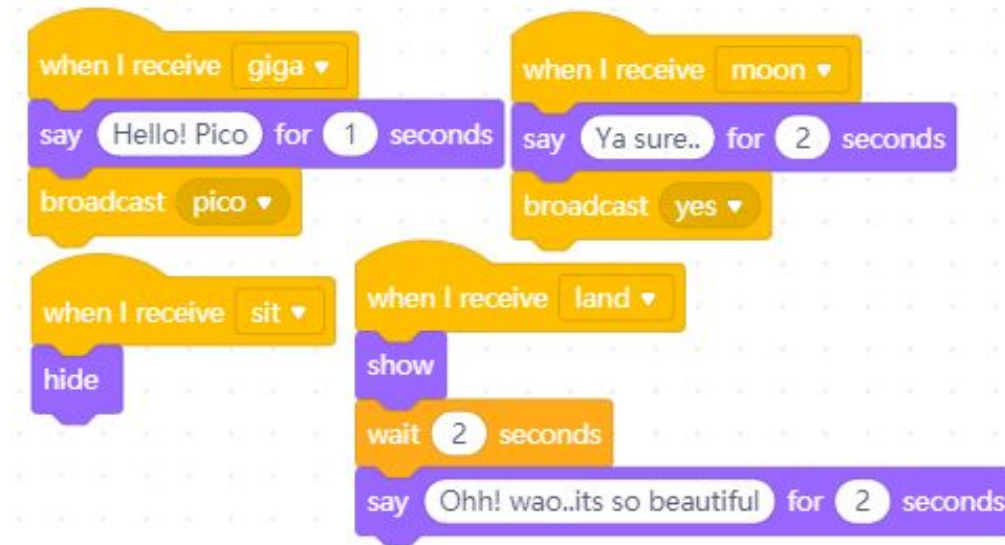 when I receive giga
say Hello! Pico for 1 seconds
broadcast pico
when I receive moon
say Ya sure.. for 2 seconds
broadcast yes
when I receive sit
hide
when I receive land
show
wait 2 seconds
say Ohh! wao..its so beautiful for 2 seconds